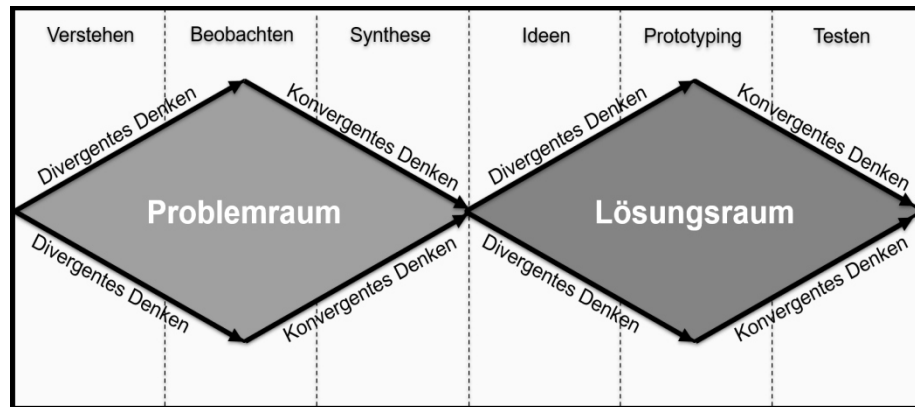 Verstehen
Beobachten
Synthese
Ideen
Prototyping
Testen
Divergentes Denken
Konvergentes Denken
Divergentes Denken
Konvergentes Denken
Problemraum
Lösungsraum
Divergentes Denken
Konvergentes Denken
Divergentes Denken
Konvergentes Denken